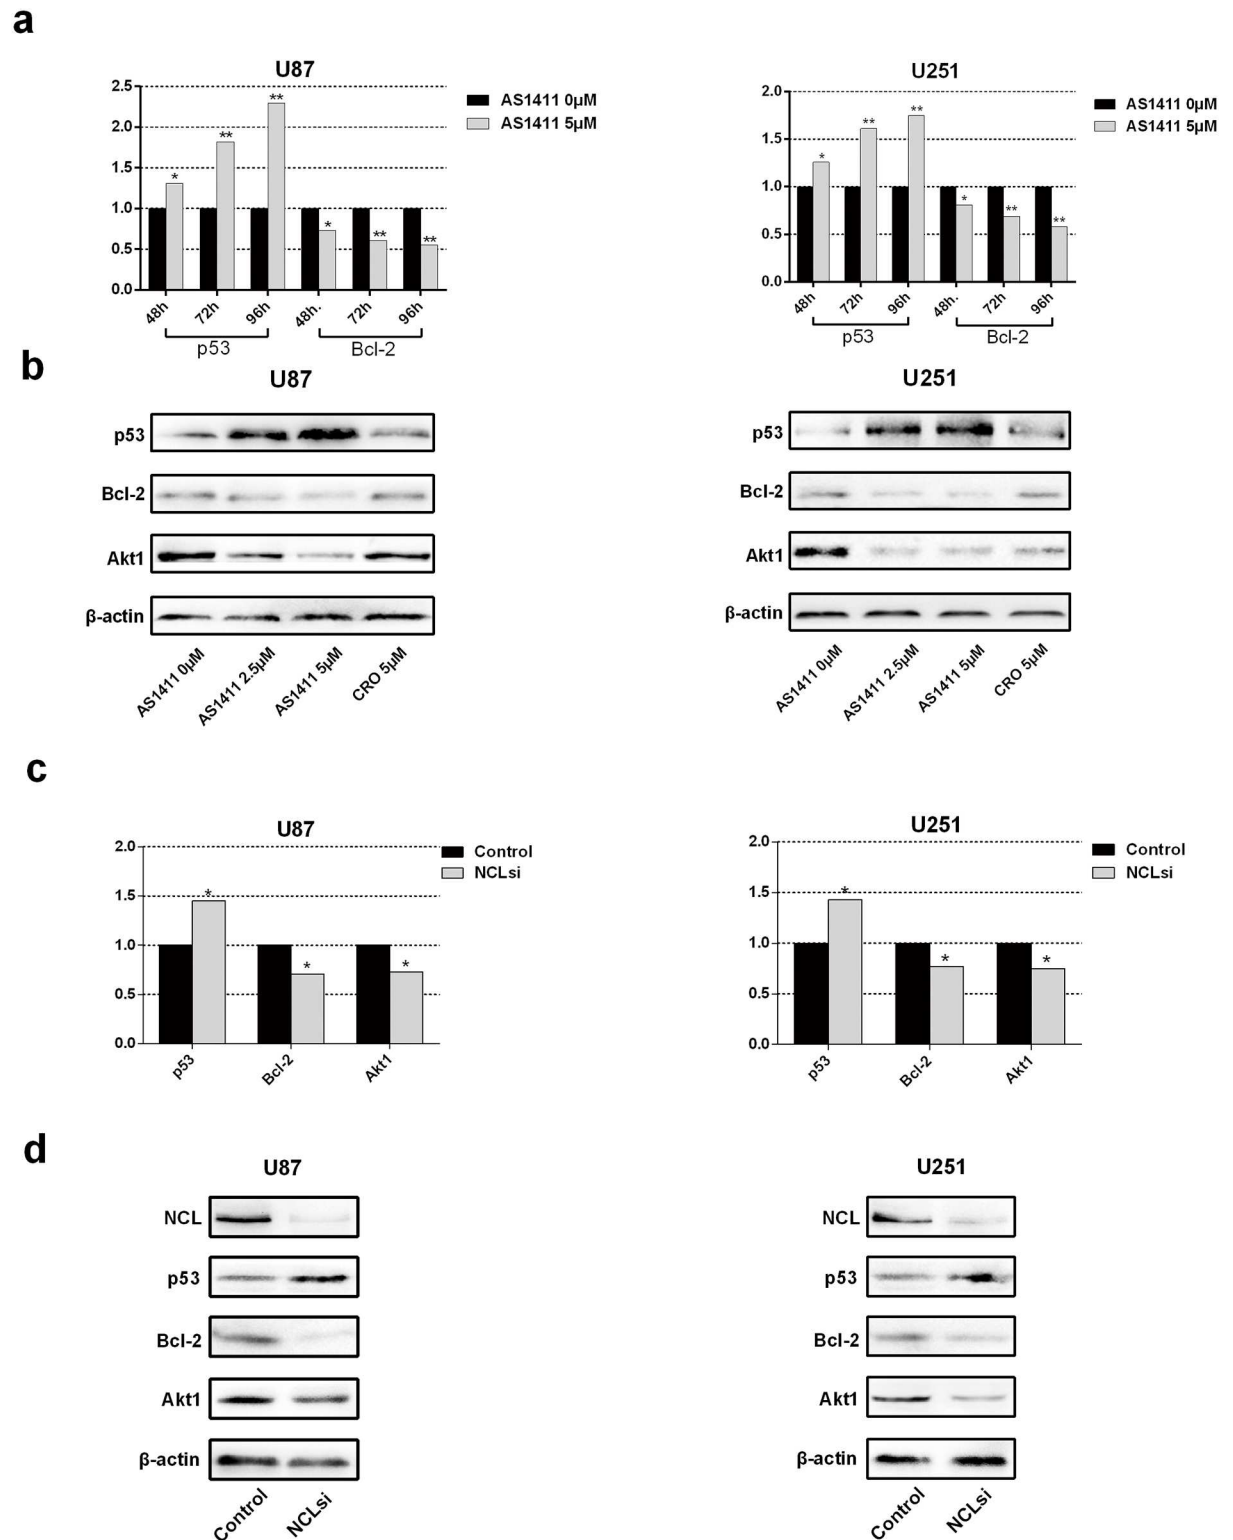 a
U87
2.5
2.0
1.5
1.0
0.5
0.0
* ** ** * ** **
48h 72h 96h 48h. 72h 96h
p53 Bcl-2
AS1411 0µM
AS1411 5µM
U251
2.0
1.5
1.0
0.5
0.0
* ** ** * ** **
48h 72h 96h 48h. 72h 96h
p53 Bcl-2
AS1411 0µM
AS1411 5µM
b
U87
p53
Bcl-2
Akt1
β-actin
AS1411 0µM AS1411 2.5µM AS1411 5µM CRO 5µM
U251
p53
Bcl-2
Akt1
β-actin
AS1411 0µM AS1411 2.5µM AS1411 5µM CRO 5µM
c
U87
2.0
1.5
1.0
0.5
0.0
* * *
p53 Bcl-2 Akt1
Control
NCLsi
U251
2.0
1.5
1.0
0.5
0.0
* * *
p53 Bcl-2 Akt1
Control
NCLsi
d
U87
NCL
p53
Bcl-2
Akt1
β-actin
Control NCLsi
U251
NCL
p53
Bcl-2
Akt1
β-actin
Control NCLsi